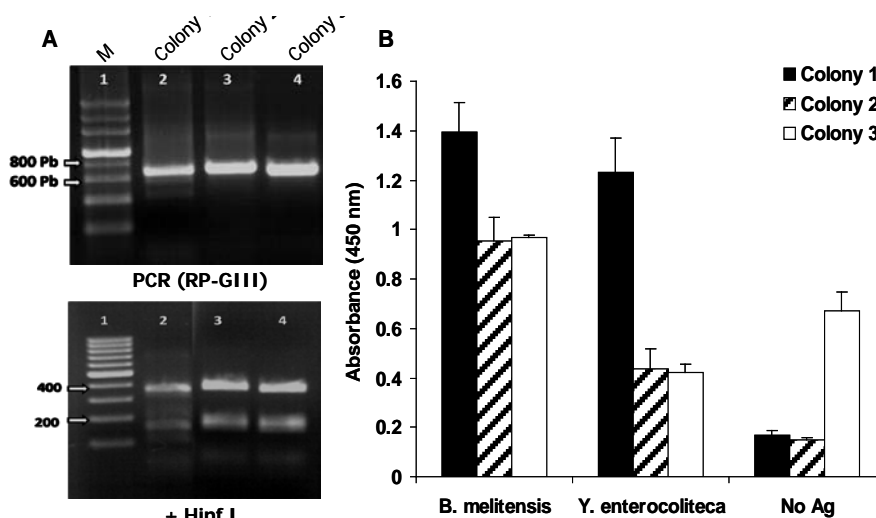 A
M
Colony
Colony
Colony
1 2 3 4
800 Pb
600 Pb
PCR (RP-GIII)
1 2 3 4
400
200
+ Hinf I
B
Absorbance (450 nm)
1.6
1.4
1.2
1
0.8
0.6
0.4
0.2
0
B. melitensis Y. enterocoliteca No Ag
Colony 1
Colony 2
Colony 3